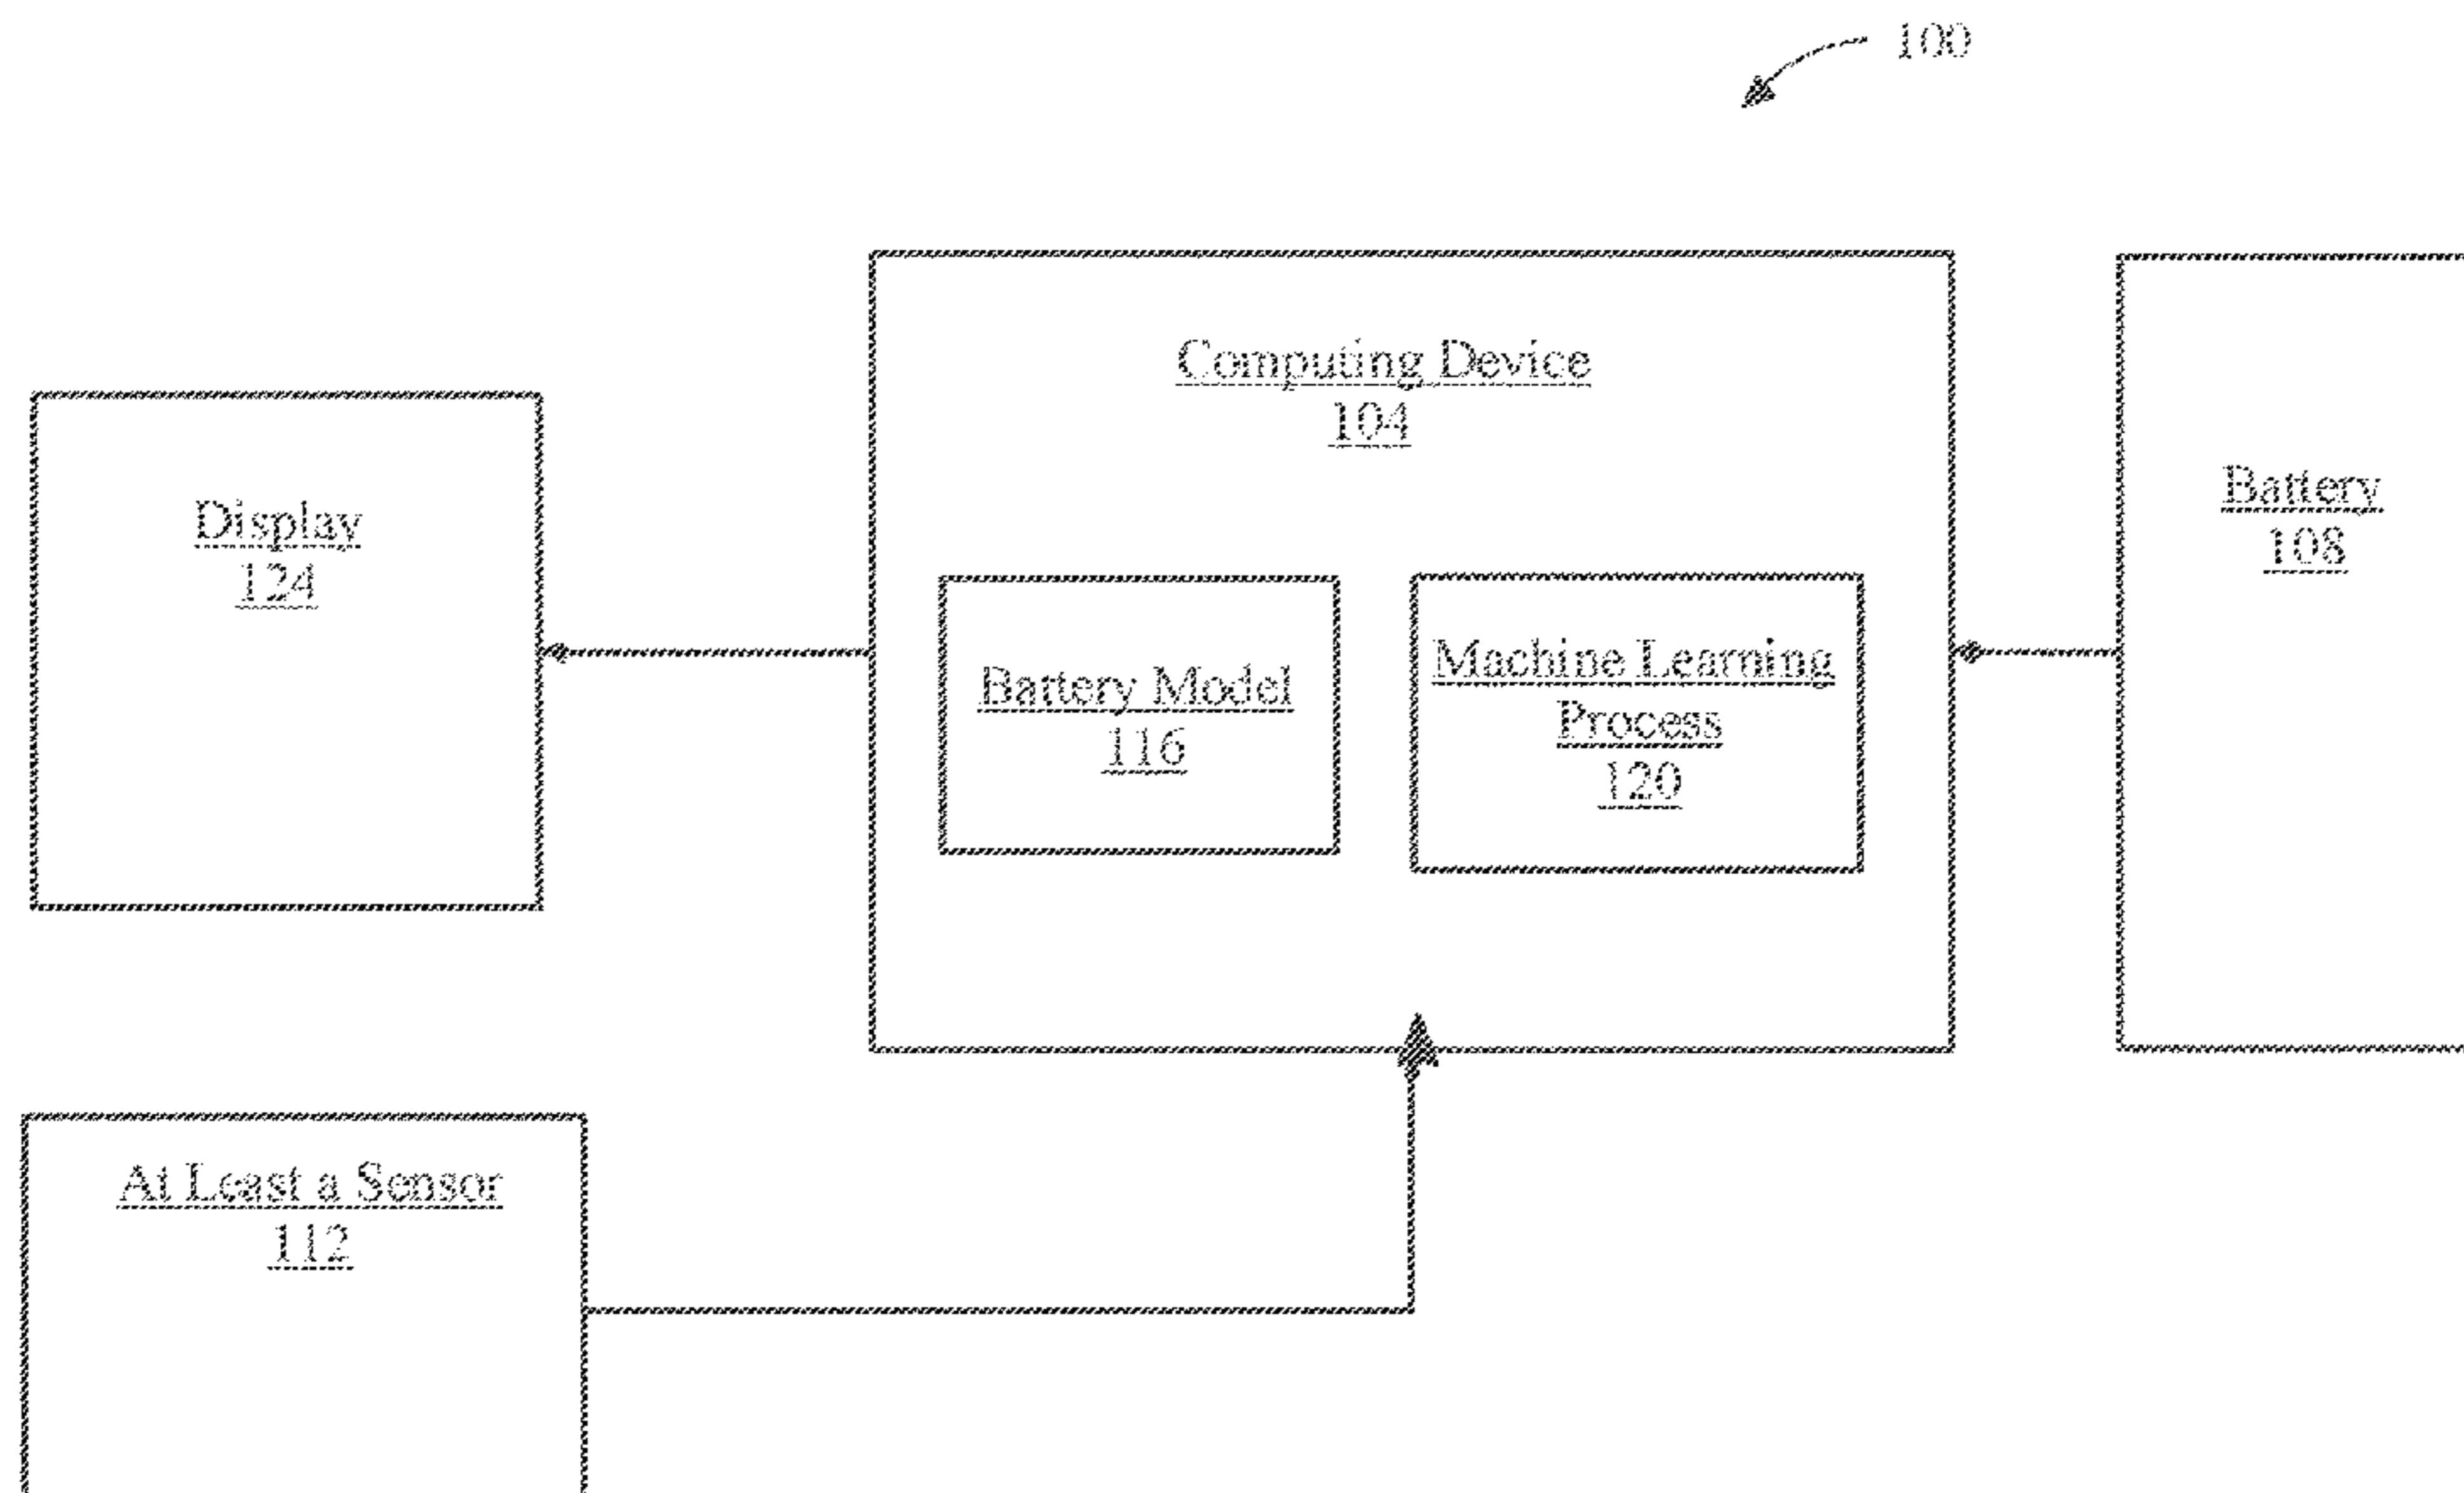 100
Computing Device
104
Display
124
Battery
108
Battery Model
116
Machine Learning
Process
120
At Least a Sensor
112